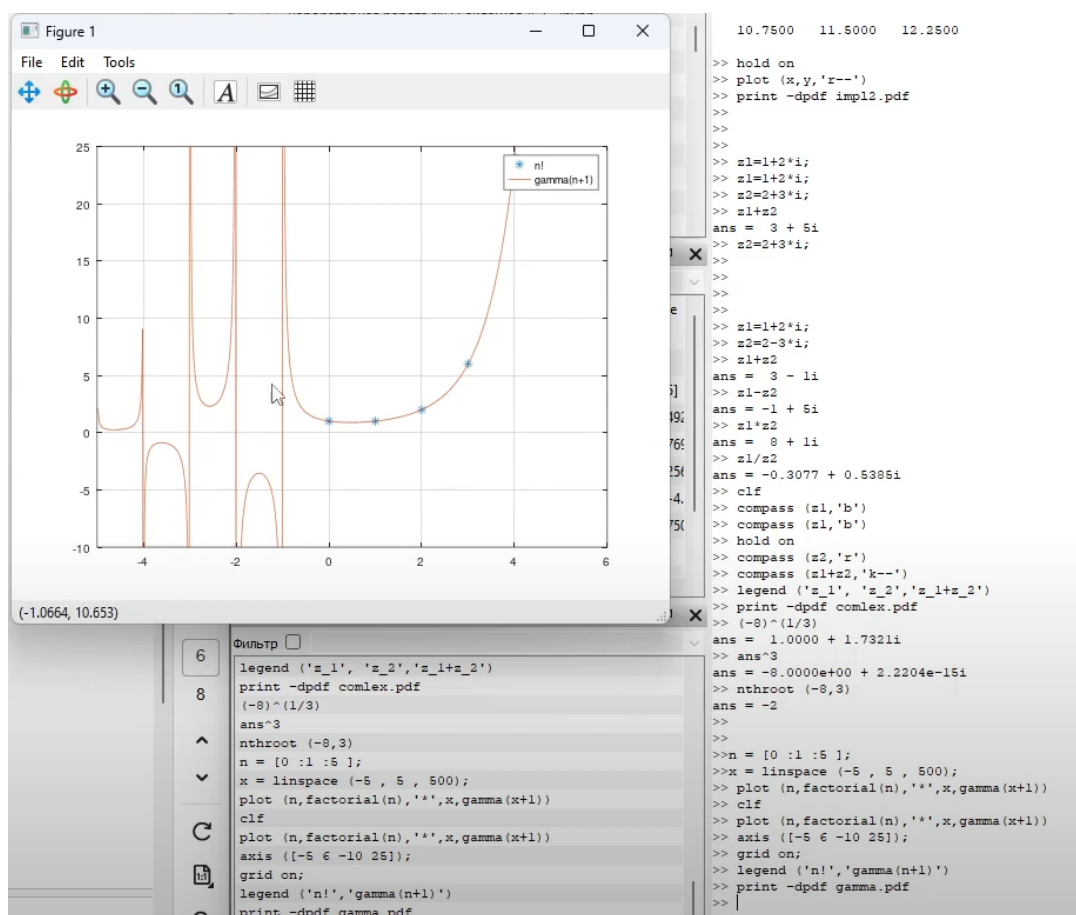 Figure 1
File Edit Tools
A
25
20
15
10
5
0
-5
-10
-4
-2
0
2
4
6
n!
gamma(n+1)
(-1.0664, 10.653)
6
8
1:1
Фильтр
legend ('z_1', 'z_2','z_1+z_2')
print -dpdf comlex.pdf
(-8)^(1/3)
ans^3
nthroot (-8,3)
n = [0 :1 :5 ];
x = linspace (-5 , 5 , 500);
plot (n,factorial(n),'*',x,gamma(x+1))
clf
plot (n,factorial(n),'*',x,gamma(x+1))
axis ([-5 6 -10 25]);
grid on;
legend ('n!','gamma(n+1)')
print -dpdf gamma.pdf
10.7500 11.5000 12.2500
>> hold on
>> plot (x,y,'r--')
>> print -dpdf impl2.pdf
>>
>>
>>
>> z1=1+2*i;
>> z1=1+2*i;
>> z2=2+3*i;
>> z1+z2
ans = 3 + 5i
>> z2=2+3*i;
>>
>>
>>
>>
>> z1=1+2*i;
>> z2=2-3*i;
>> z1+z2
ans = 3 - 1i
>> z1-z2
ans = -1 + 5i
>> z1*z2
ans = 8 + 1i
>> z1/z2
ans = -0.3077 + 0.5385i
>> clf
>> compass (z1,'b')
>> compass (z1,'b')
>> hold on
>> compass (z2,'r')
>> compass (z1+z2,'k--')
>> legend ('z_1', 'z_2','z_1+z_2')
>> print -dpdf comlex.pdf
>> (-8)^(1/3)
ans = 1.0000 + 1.7321i
>> ans^3
ans = -8.0000e+00 + 2.2204e-15i
>> nthroot (-8,3)
ans = -2
>>
>>
>>n = [0 :1 :5 ];
>>x = linspace (-5 , 5 , 500);
>> plot (n,factorial(n),'*',x,gamma(x+1))
>> clf
>> plot (n,factorial(n),'*',x,gamma(x+1))
>> axis ([-5 6 -10 25]);
>> grid on;
>> legend ('n!','gamma(n+1)')
>> print -dpdf gamma.pdf
>>